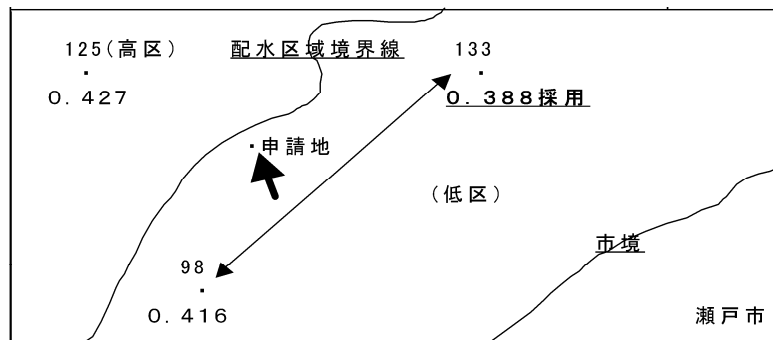 125(高区)
配水区域境界線
133
0.427
0.388採用
申請地
(低区)
市境
98
0.416
瀬戸市